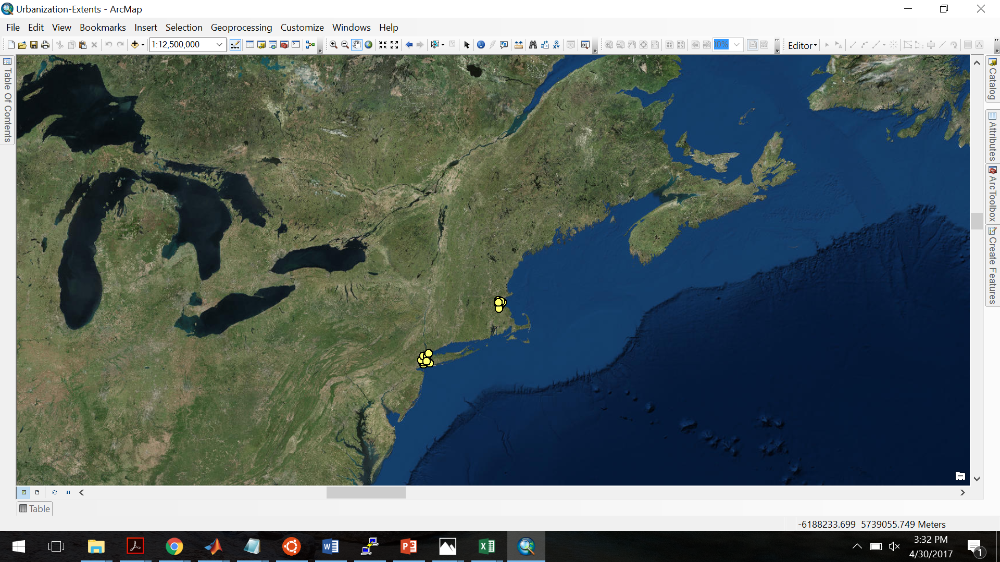 Urbanization-Extents - ArcMap
File Edit View Bookmarks Insert Selection Geoprocessing Customize Windows Help
1:12,500,000
Editor
Table Of Contents
Catalog
Attributes
ArcToolbox
Create Features
Table
-6188233.699 5739055.749 Meters
3:32 PM
4/30/2017
1